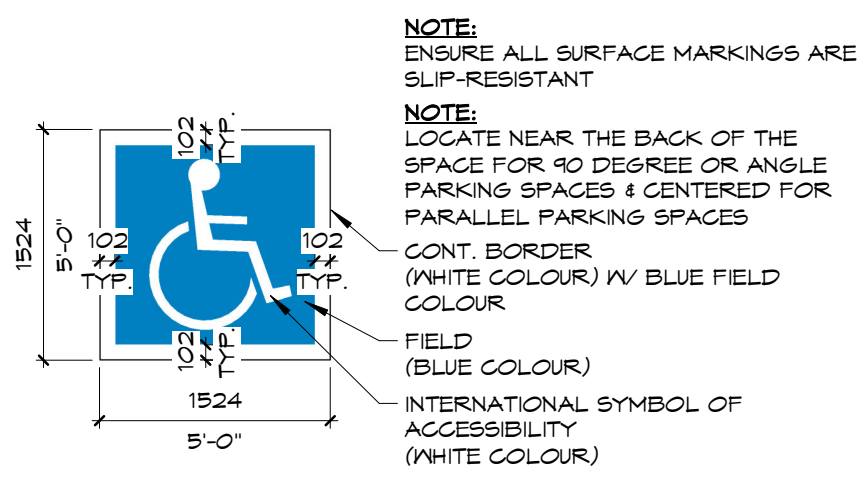 NOTE:
ENSURE ALL SURFACE MARKINGS ARE
SLIP-RESISTANT
NOTE:
LOCATE NEAR THE BACK OF THE
SPACE FOR 90 DEGREE OR ANGLE
PARKING SPACES & CENTERED FOR
PARALLEL PARKING SPACES
CONT. BORDER
(WHITE COLOUR) W/ BLUE FIELD
COLOUR
FIELD
(BLUE COLOUR)
INTERNATIONAL SYMBOL OF
ACCESSIBILITY
(WHITE COLOUR)
102
TYP.
1524
5'-0"
102
TYP.
102
TYP.
102
TYP.
1524
5'-0"